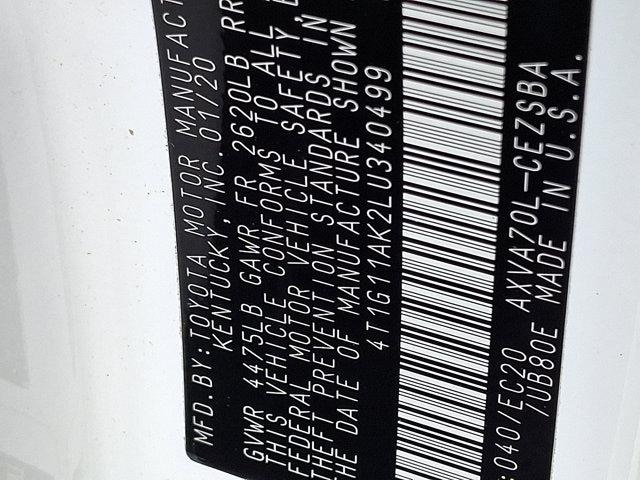 MFD. BY: TOYOTA MOTOR MANUFACT
KENTUCKY, INC. 01/20
GVWR 4475LB GAWR FR 2620LB RR
THIS VEHICLE CONFORMS TO ALL
FEDERAL MOTOR VEHICLE SAFETY,
THEFT PREVENTION STANDARDS IN
THE DATE OF MANUFACTURE SHOWN
4T1G11AK2LU340499
:040/EC20 AXVA70L-CEZSBA
/UB80E MADE IN U.S.A.